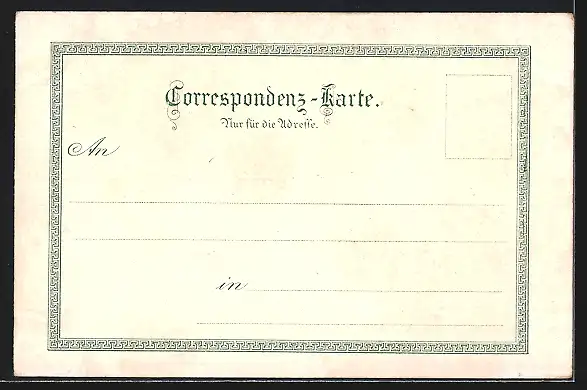 Correspondenz-Karte.
Nur für die Adresse.
An
in